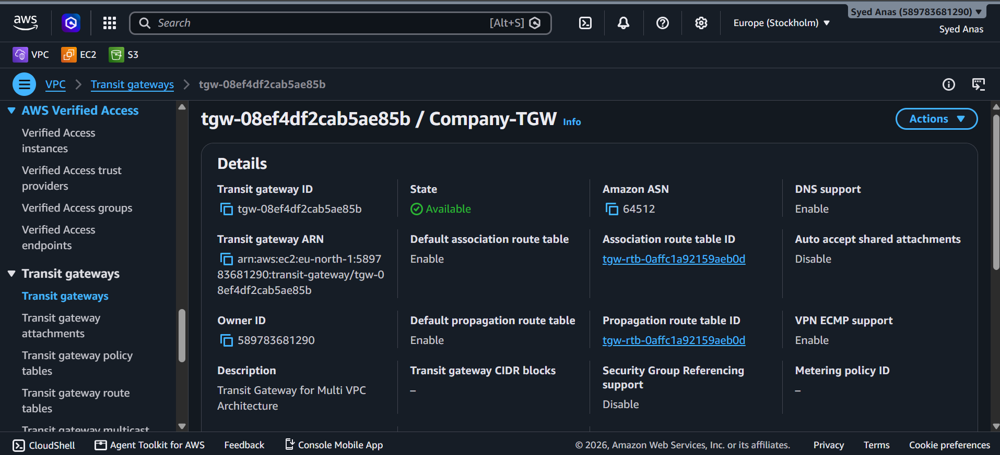 aws
Search
[Alt+S]
Europe (Stockholm)
Syed Anas (589783681290)
Syed Anas
VPC
EC2
S3
VPC
Transit gateways
tgw-08ef4df2cab5ae85b
AWS Verified Access
Verified Access
instances
Verified Access trust
providers
Verified Access groups
Verified Access
endpoints
Transit gateways
Transit gateways
Transit gateway
attachments
Transit gateway policy
tables
Transit gateway route
tables
Transit gateway multicast
tgw-08ef4df2cab5ae85b / Company-TGW Info
Actions
Details
Transit gateway ID
tgw-08ef4df2cab5ae85b
State
Available
Amazon ASN
64512
DNS support
Enable
Transit gateway ARN
arn:aws:ec2:eu-north-1:5897
83681290:transit-gateway/tgw-0
8ef4df2cab5ae85b
Default association route table
Enable
Association route table ID
tgw-rtb-0affc1a92159aeb0d
Auto accept shared attachments
Disable
Owner ID
589783681290
Default propagation route table
Enable
Propagation route table ID
tgw-rtb-0affc1a92159aeb0d
VPN ECMP support
Enable
Description
Transit Gateway for Multi VPC
Architecture
Transit gateway CIDR blocks
–
Security Group Referencing
support
Disable
Metering policy ID
–
CloudShell
Agent Toolkit for AWS
Feedback
Console Mobile App
© 2026, Amazon Web Services, Inc. or its affiliates.
Privacy
Terms
Cookie preferences